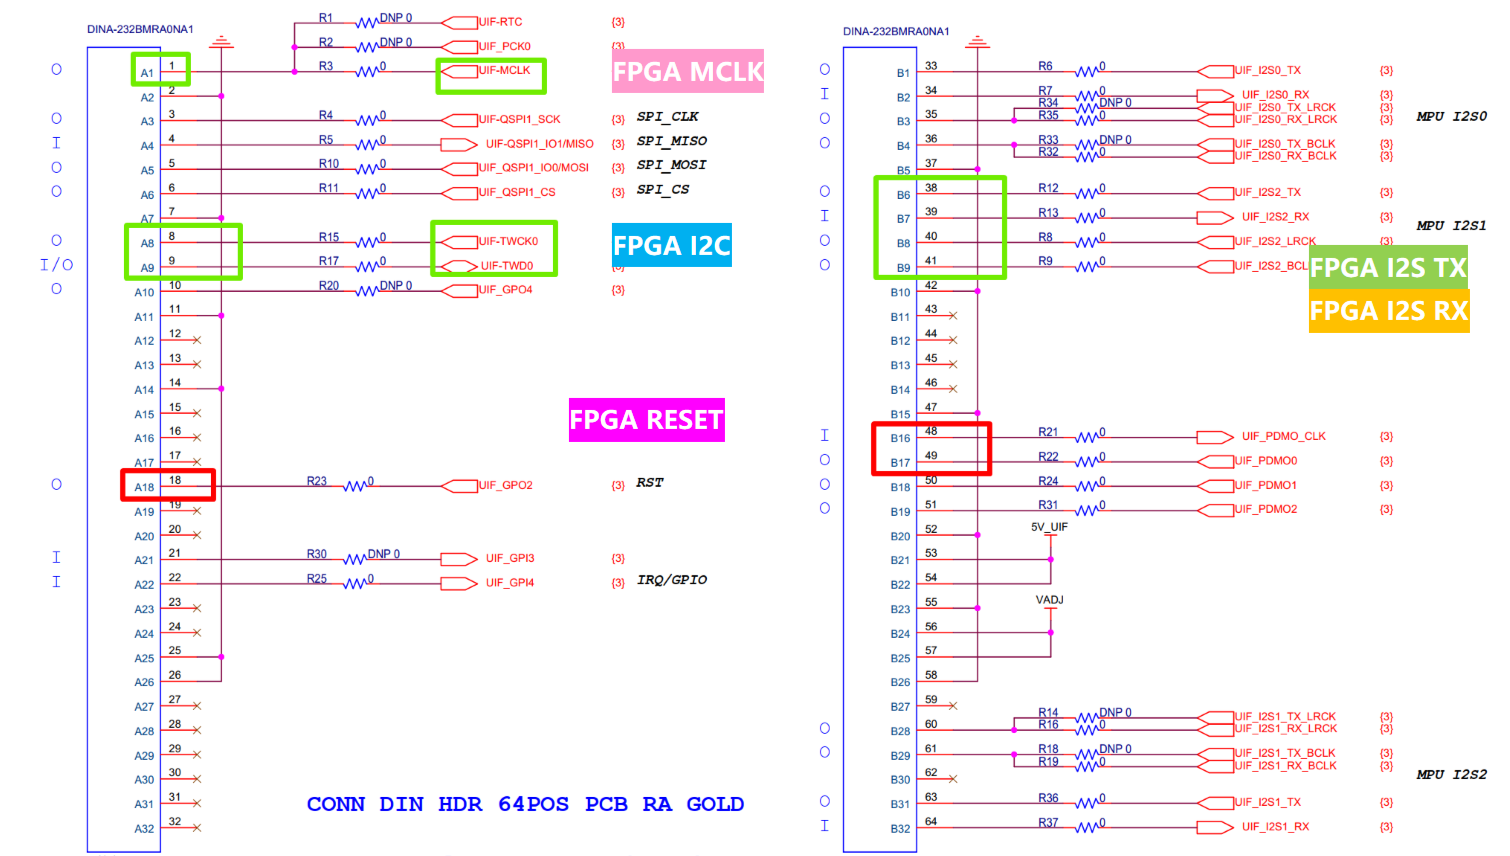 DINA-232BMRA0NA1
R1 DNP 0 UIF-RTC {3}
R2 DNP 0 UIF_PCK0 {3}
O A1 1 R3 0 UIF-MCLK FPGA MCLK
A2 2
O A3 3 R4 0 UIF-QSPI1_SCK {3} SPI_CLK
I A4 4 R5 0 UIF-QSPI1_IO1/MISO {3} SPI_MISO
O A5 5 R10 0 UIF_QSPI1_IO0/MOSI {3} SPI_MOSI
O A6 6 R11 0 UIF_QSPI1_CS {3} SPI_CS
A7 7
O A8 8 R15 0 UIF-TWCK0 FPGA I2C
I/O A9 9 R17 0 UIF-TWD0
O A10 10 R20 DNP 0 UIF_GPO4 {3}
A11 11
A12 12
A13 13
A14 14
A15 15
FPGA RESET
A16 16
A17 17
O A18 18 R23 0 UIF_GPO2 {3} RST
A19 19
A20 20
I A21 21 R30 DNP 0 UIF_GPI3 {3}
I A22 22 R25 0 UIF_GPI4 {3} IRQ/GPIO
A23 23
A24 24
A25 25
A26 26
A27 27
A28 28
A29 29
A30 30
A31 31
A32 32
CONN DIN HDR 64POS PCB RA GOLD
DINA-232BMRA0NA1
O B1 33 R6 0 UIF_I2S0_TX {3}
I B2 34 R7 0 UIF_I2S0_RX {3}
R34 DNP 0 UIF_I2S0_TX_LRCK {3}
O B3 35 R35 0 UIF_I2S0_RX_LRCK {3} MPU I2S0
O B4 36 R33 DNP 0 UIF_I2S0_TX_BCLK {3}
R32 0 UIF_I2S0_RX_BCLK {3}
B5 37
O B6 38 R12 0 UIF_I2S2_TX {3}
I B7 39 R13 0 UIF_I2S2_RX {3} MPU I2S1
O B8 40 R8 0 UIF_I2S2_LRCK {3}
O B9 41 R9 0 UIF_I2S2_BCL FPGA I2S TX
B10 42
FPGA I2S RX
B11 43
B12 44
B13 45
B14 46
B15 47
I B16 48 R21 0 UIF_PDMO_CLK {3}
O B17 49 R22 0 UIF_PDMO0 {3}
O B18 50 R24 0 UIF_PDMO1 {3}
O B19 51 R31 0 UIF_PDMO2 {3}
B20 52 5V_UIF
B21 53
B22 54
B23 55 VADJ
B24 56
B25 57
B26 58
B27 59
R14 DNP 0 UIF_I2S1_TX_LRCK {3}
O B28 60 R16 0 UIF_I2S1_RX_LRCK {3}
O B29 61 R18 DNP 0 UIF_I2S1_TX_BCLK {3}
R19 0 UIF_I2S1_RX_BCLK {3}
B30 62 MPU I2S2
O B31 63 R36 0 UIF_I2S1_TX {3}
I B32 64 R37 0 UIF_I2S1_RX {3}